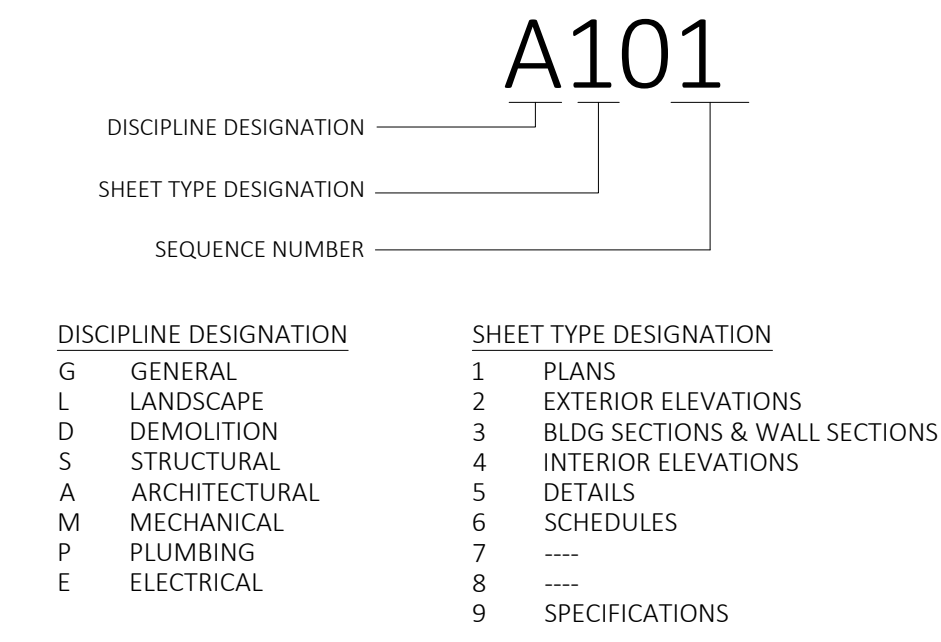 A101
DISCIPLINE DESIGNATION
SHEET TYPE DESIGNATION
SEQUENCE NUMBER
DISCIPLINE DESIGNATION
G GENERAL
L LANDSCAPE
D DEMOLITION
S STRUCTURAL
A ARCHITECTURAL
M MECHANICAL
P PLUMBING
E ELECTRICAL
SHEET TYPE DESIGNATION
1 PLANS
2 EXTERIOR ELEVATIONS
3 BLDG SECTIONS & WALL SECTIONS
4 INTERIOR ELEVATIONS
5 DETAILS
6 SCHEDULES
7 ----
8 ----
9 SPECIFICATIONS